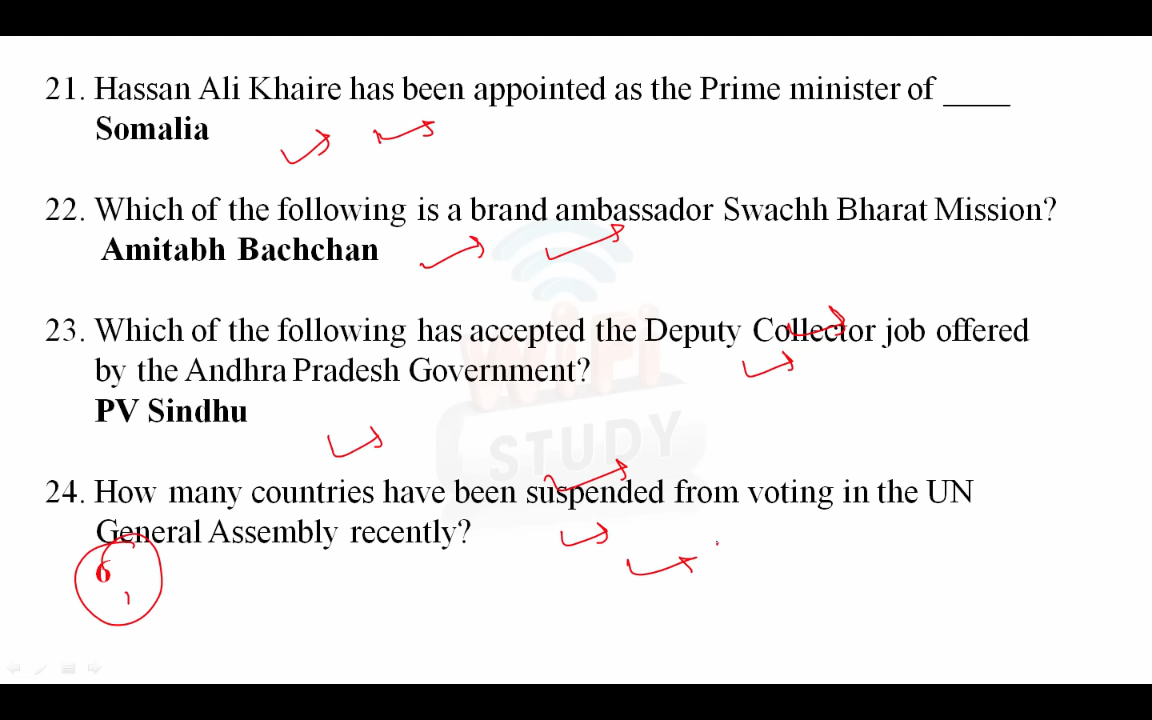 21. Hassan Ali Khaire has been appointed as the Prime minister of ____
Somalia
22. Which of the following is a brand ambassador Swachh Bharat Mission?
Amitabh Bachchan
23. Which of the following has accepted the Deputy Collector job offered
by the Andhra Pradesh Government?
PV Sindhu
24. How many countries have been suspended from voting in the UN
General Assembly recently?
6
WiFi
STUDY